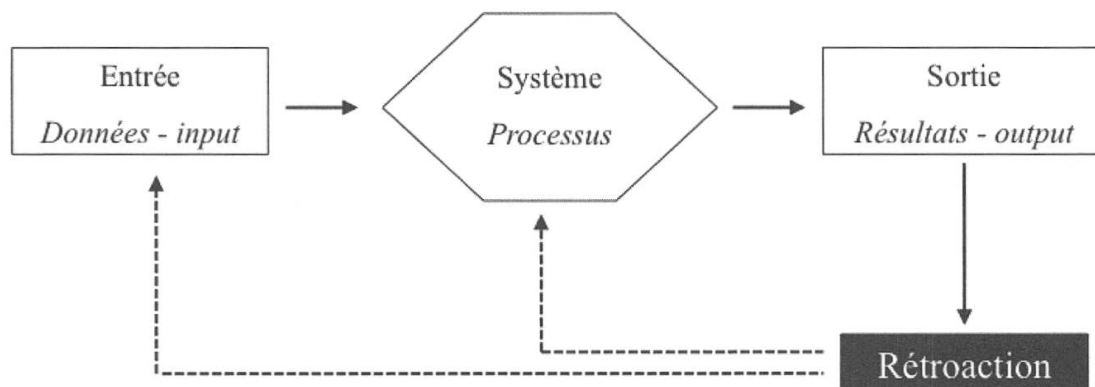 Entrée
Données - input
Système
Processus
Sortie
Résultats - output
Rétroaction